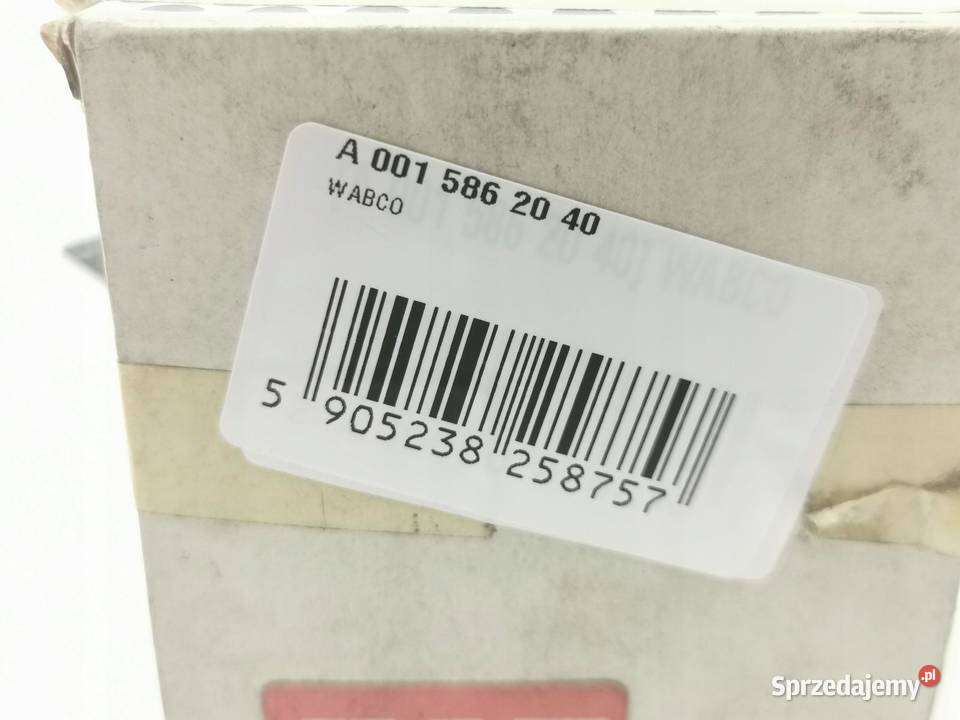 A 001 586 20 40
WABCO
5 905238 258757
Sprzedajemy.pl